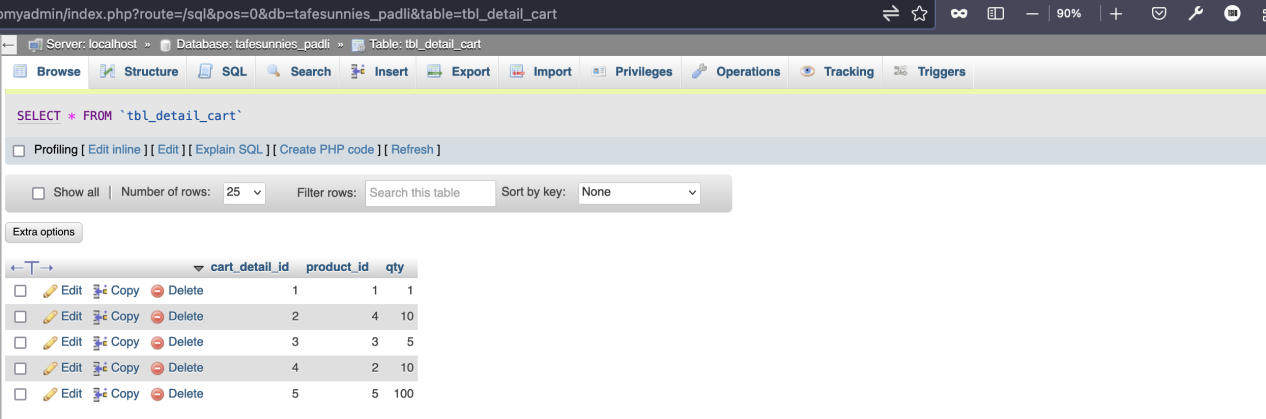 omyadmin/index.php?route=/sql&pos=0&db=tafesunnies_padli&table=tbl_detail_cart 90%
Server: localhost » Database: tafesunnies_padli » Table: tbl_detail_cart
Browse Structure SQL Search Insert Export Import Privileges Operations Tracking Triggers
SELECT * FROM `tbl_detail_cart`
Profiling [ Edit inline ] [ Edit ] [ Explain SQL ] [ Create PHP code ] [ Refresh ]
Show all | Number of rows: 25 Filter rows: Search this table Sort by key: None
Extra options
cart_detail_id product_id qty
Edit Copy Delete 1 1 1
Edit Copy Delete 2 4 10
Edit Copy Delete 3 3 5
Edit Copy Delete 4 2 10
Edit Copy Delete 5 5 100